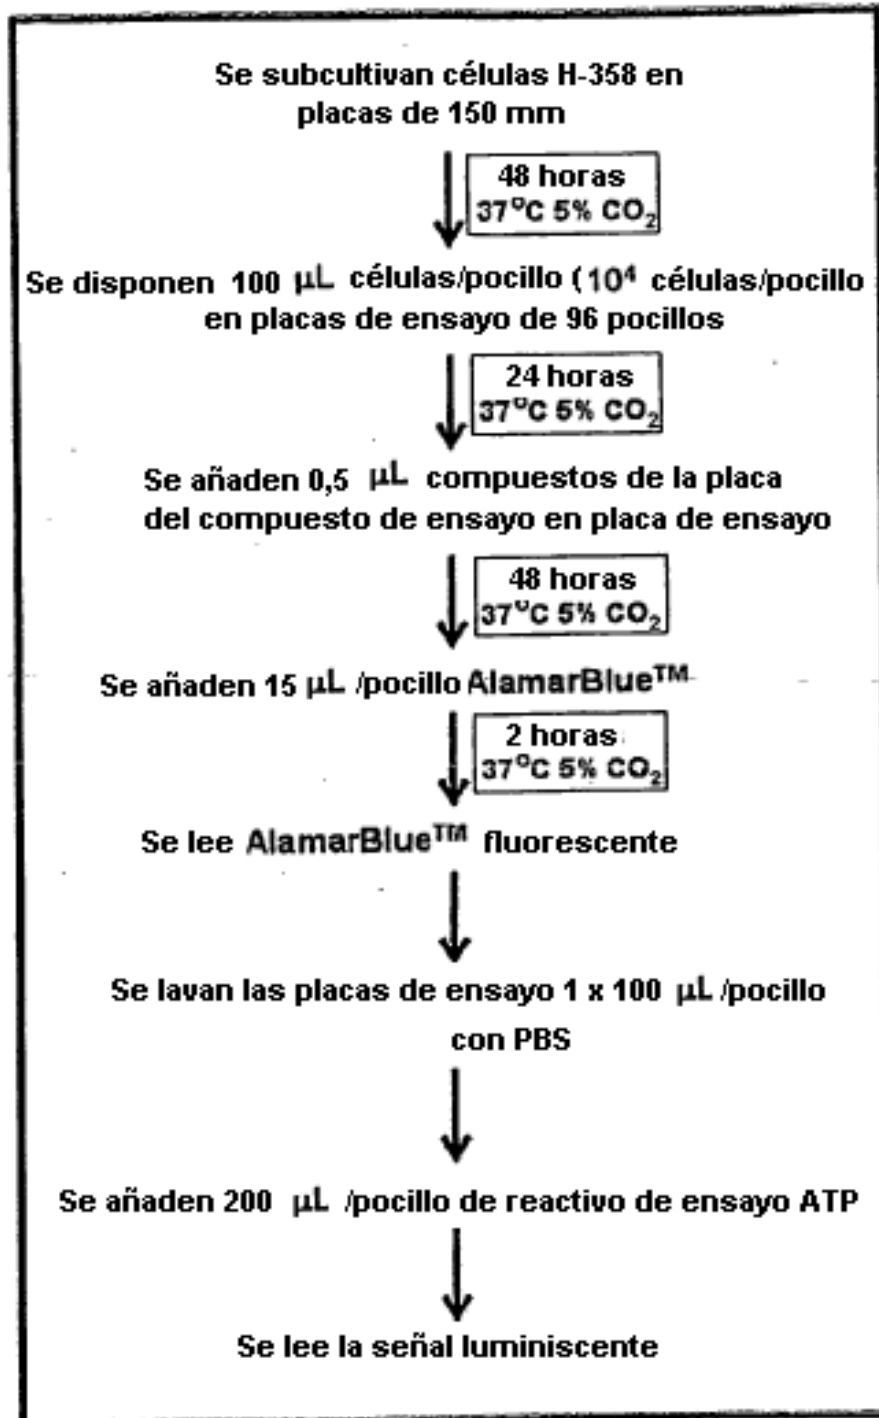 Se subcultivan células H-358 en
placas de 150 mm
48 horas
37°C 5% CO₂
Se disponen 100 µL células/pocillo (10⁴ células/pocillo
en placas de ensayo de 96 pocillos
24 horas
37°C 5% CO₂
Se añaden 0,5 µL compuestos de la placa
del compuesto de ensayo en placa de ensayo
48 horas
37°C 5% CO₂
Se añaden 15 µL /pocillo AlamarBlue™
2 horas
37°C 5% CO₂
Se lee AlamarBlue™ fluorescente
Se lavan las placas de ensayo 1 x 100 µL /pocillo
con PBS
Se añaden 200 µL /pocillo de reactivo de ensayo ATP
Se lee la señal luminiscente